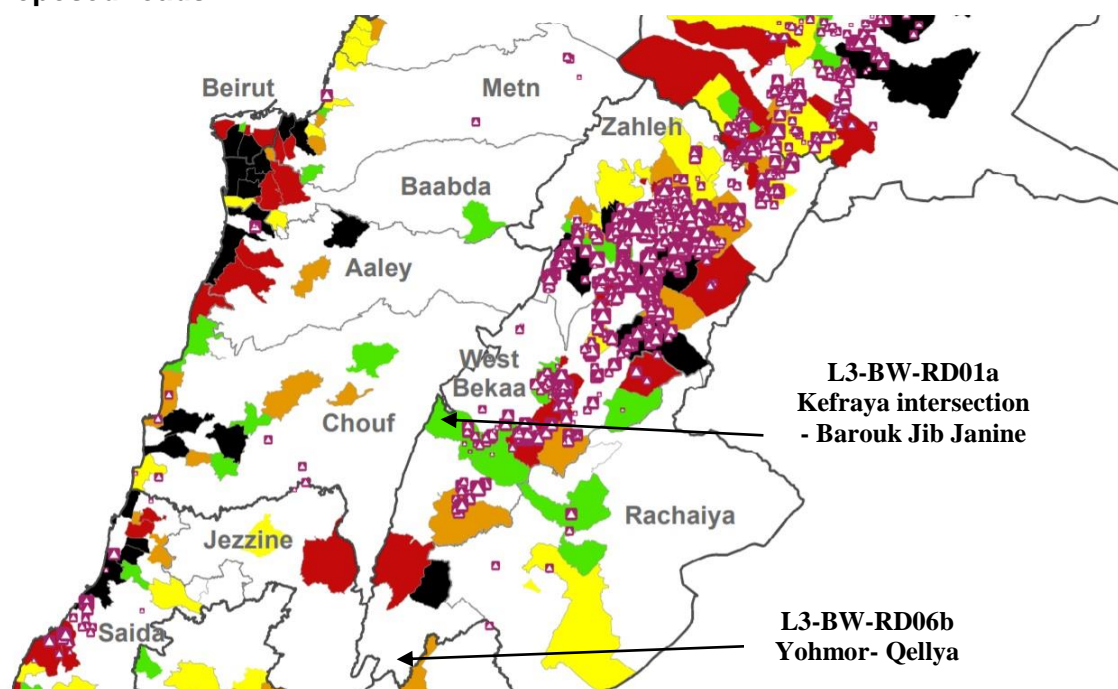 Beirut
Metn
Zahleh
Baabda
Aaley
West
Bekaa
L3-BW-RD01a
Kefraya intersection
- Barouk Jib Janine
Chouf
Rachaiya
Jezzine
L3-BW-RD06b
Yohmor- Qellya
Saida